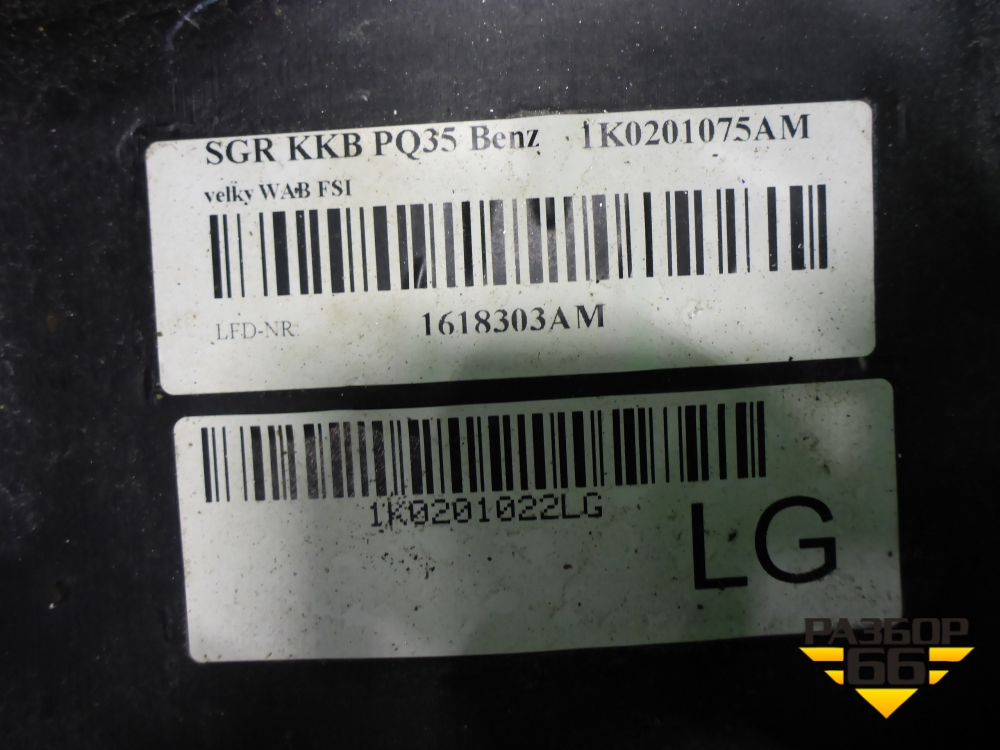 SGR KKB PQ35 Benz 1K0201075AM
velky WAB FSI
LFD-NR:
1618303AM
1K0201022LG
LG
РАЗБОР
66